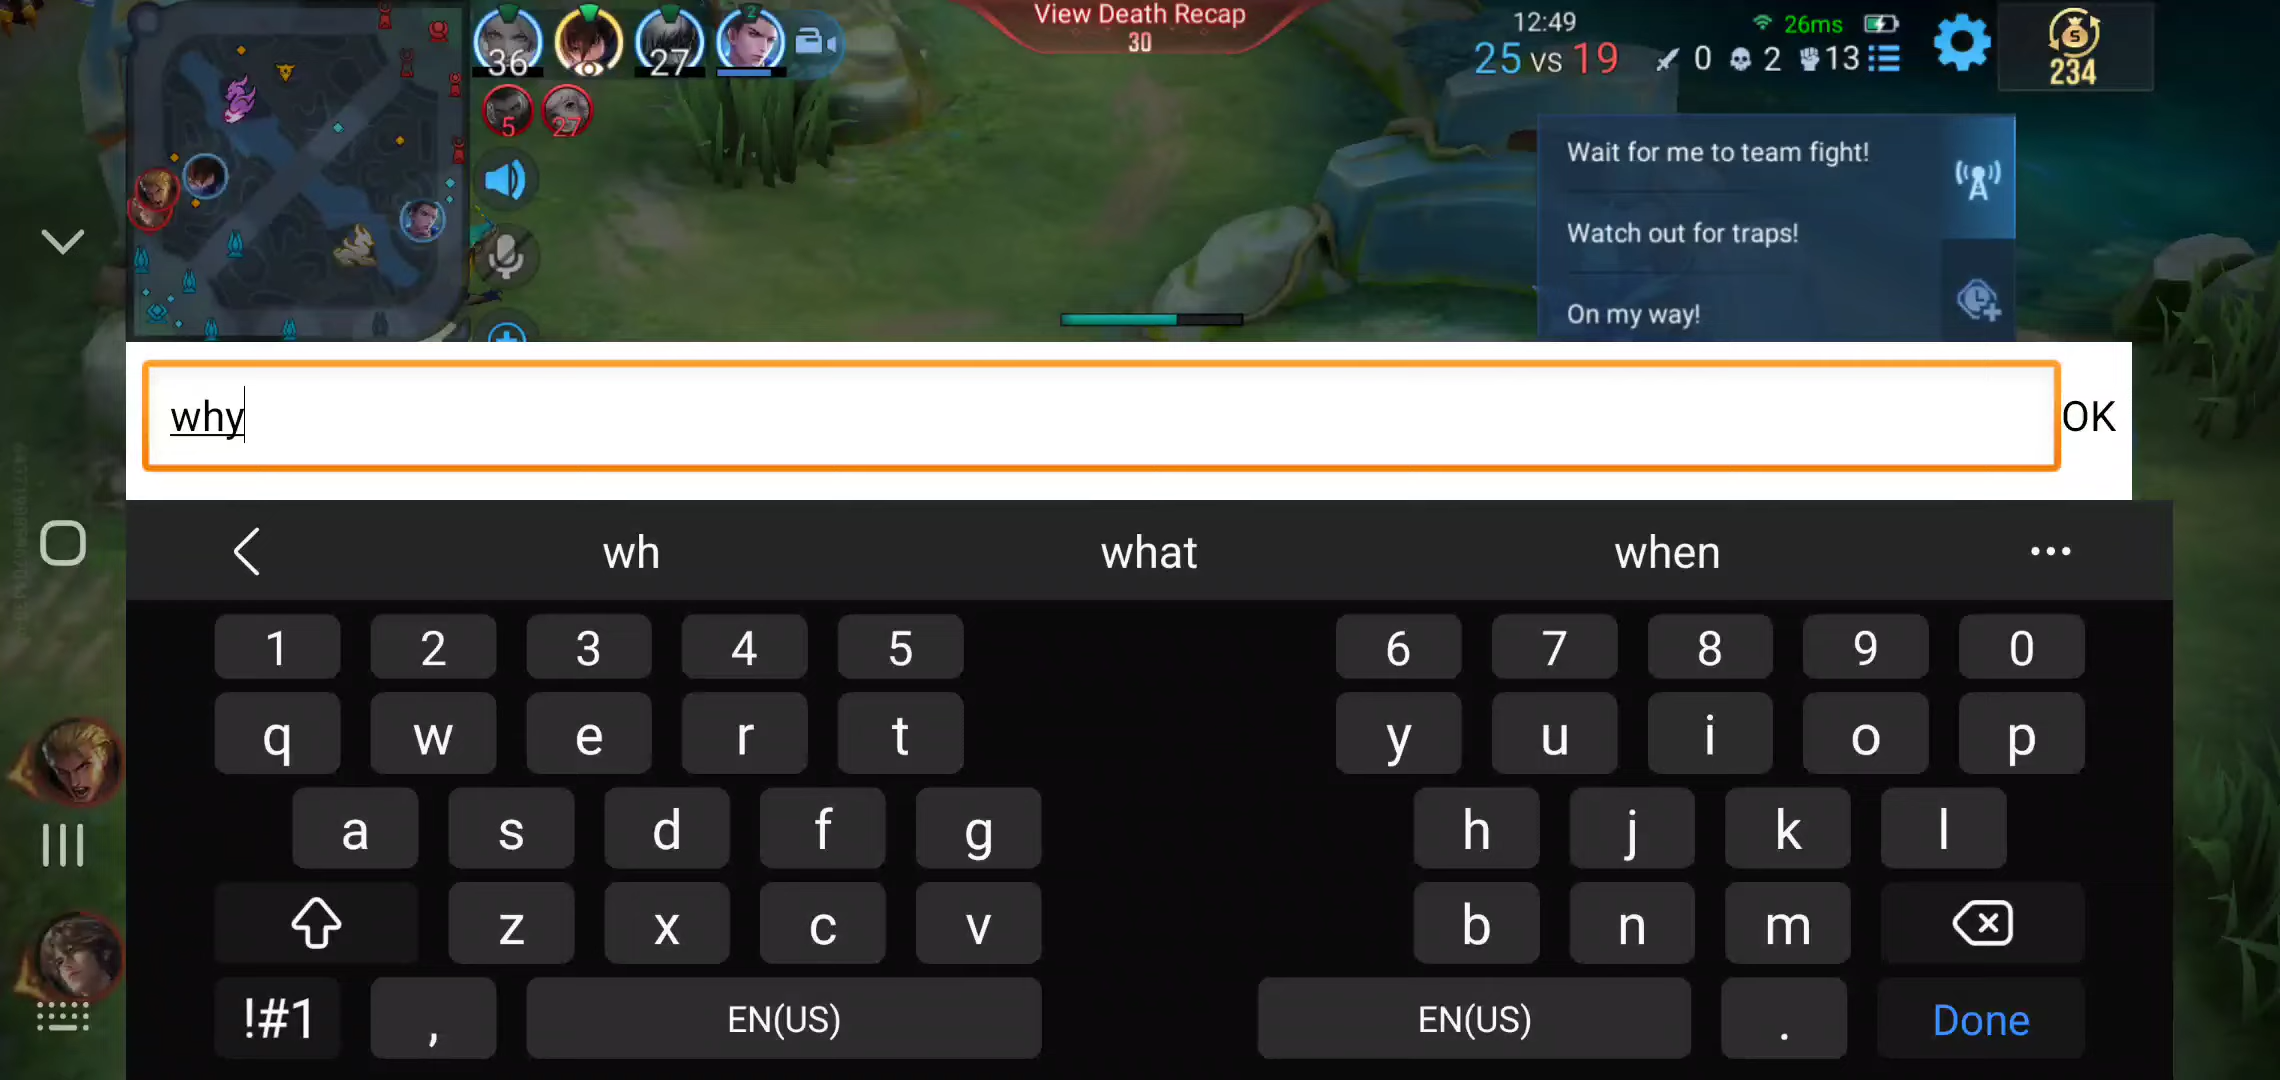 View Death Recap
30
12:49
26ms
25 vs 19
0
2
13
234
36
27
2
5
27
Wait for me to team fight!
Watch out for traps!
On my way!
why
OK
wh
what
when
1 2 3 4 5 6 7 8 9 0
q w e r t y u i o p
a s d f g h j k l
z x c v b n m
!#1 , EN(US) EN(US) . Done